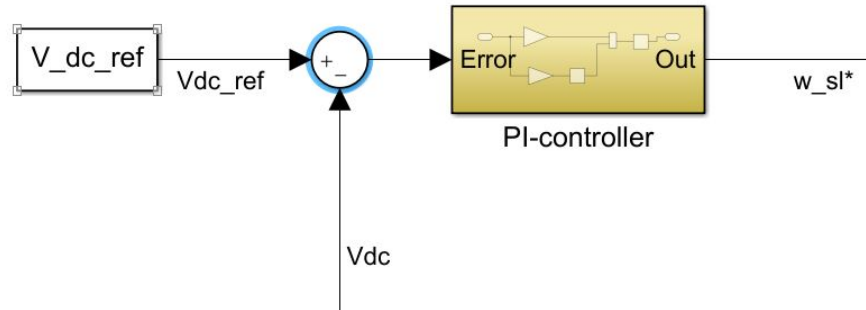 V_dc_ref
Vdc_ref
+
−
Error
Out
w_sl*
PI-controller
Vdc